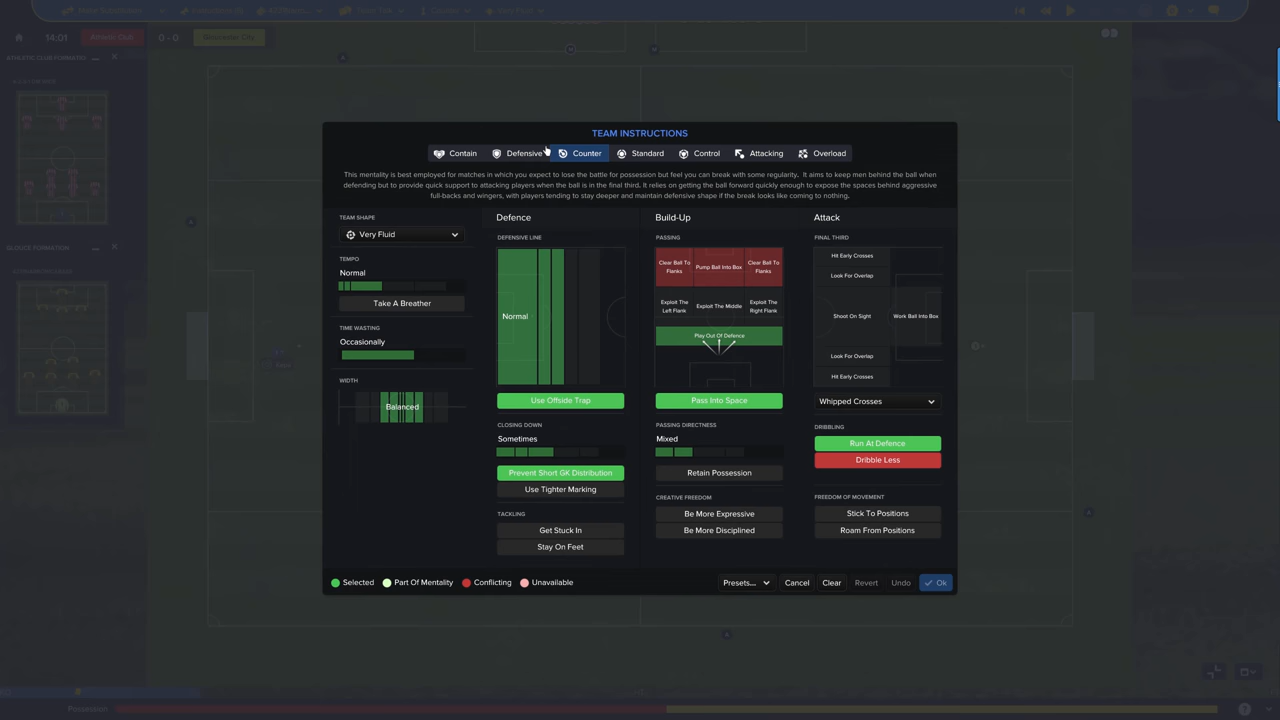 14:01
Athletic Club
0 - 0
Gloucester City
ATHLETIC CLUB FORMATION
TEAM INSTRUCTIONS
Contain
Defensive
Counter
Standard
Control
Attacking
Overload
This mentality is best employed for matches in which you expect to lose the battle for possession but feel you can break with some regularity. It aims to keep men behind the ball when
defending but to provide quick support to attacking players when the ball is in the final third. It relies on getting the ball forward quickly enough to expose the spaces behind aggressive
full-backs and wingers, with players tending to stay deeper and maintain defensive shape if the break looks like coming to nothing.
TEAM SHAPE
Very Fluid
TEMPO
Normal
Take A Breather
TIME WASTING
Occasionally
WIDTH
Balanced
Defence
DEFENSIVE LINE
Normal
Use Offside Trap
CLOSING DOWN
Sometimes
Prevent Short GK Distribution
Use Tighter Marking
TACKLING
Get Stuck In
Stay On Feet
Build-Up
PASSING
Clear Ball To Flanks
Pump Ball Into Box
Clear Ball To Flanks
Exploit The Left Flank
Exploit The Middle
Exploit The Right Flank
Play Out Of Defence
Pass Into Space
PASSING DIRECTNESS
Mixed
Retain Possession
CREATIVE FREEDOM
Be More Expressive
Be More Disciplined
Attack
FINAL THIRD
Hit Early Crosses
Look For Overlap
Shoot On Sight
Work Ball Into Box
Look For Overlap
Hit Early Crosses
Whipped Crosses
DRIBBLING
Run At Defence
Dribble Less
FREEDOM OF MOVEMENT
Stick To Positions
Roam From Positions
Selected
Part Of Mentality
Conflicting
Unavailable
Presets...
Cancel
Clear
Revert
Undo
Ok
Possession